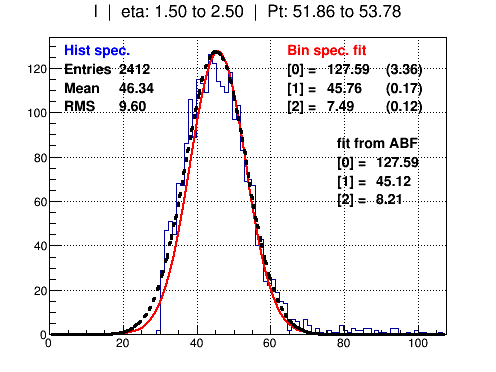 I | eta: 1.50 to 2.50 | Pt: 51.86 to 53.78
Hist spec.
Entries 2412
Mean 46.34
RMS 9.60
Bin spec. fit
[0] = 127.59 (3.36)
[1] = 45.76 (0.17)
[2] = 7.49 (0.12)
fit from ABF
[0] = 127.59
[1] = 45.12
[2] = 8.21
120
100
80
60
40
20
0
0 20 40 60 80 100